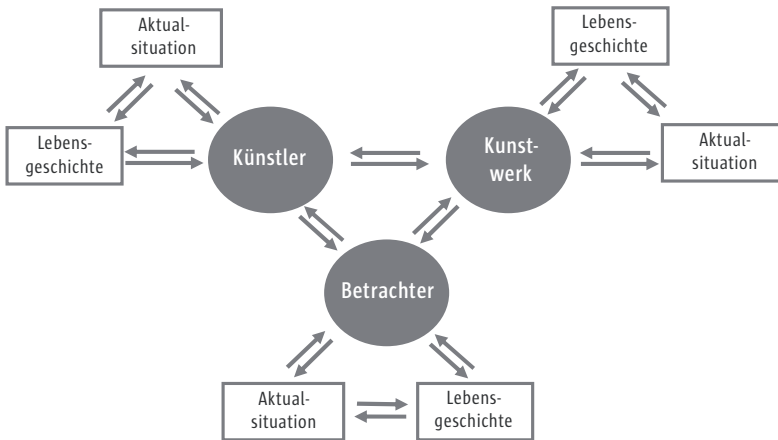 Aktual-
situation
Lebens-
geschichte
Künstler
Lebens-
geschichte
Aktual-
situation
Kunst-
werk
Betrachter
Aktual-
situation
Lebens-
geschichte